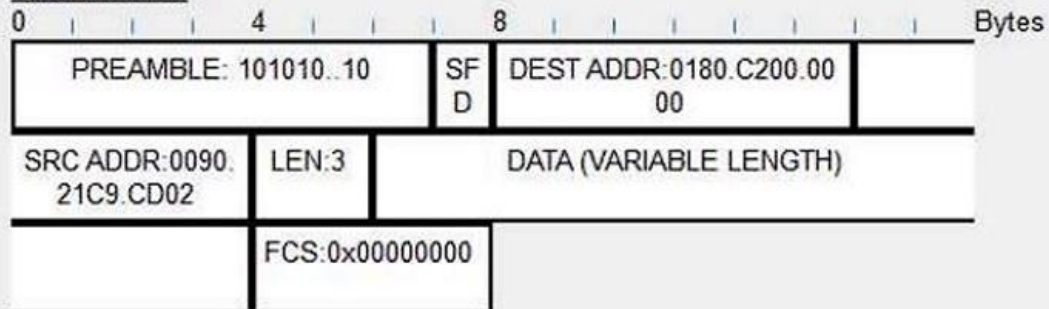 0 4 8 Bytes
PREAMBLE: 101010..10 SF DEST ADDR:0180.C200.00
D 00
SRC ADDR:0090. LEN:3 DATA (VARIABLE LENGTH)
21C9.CD02
FCS:0x00000000